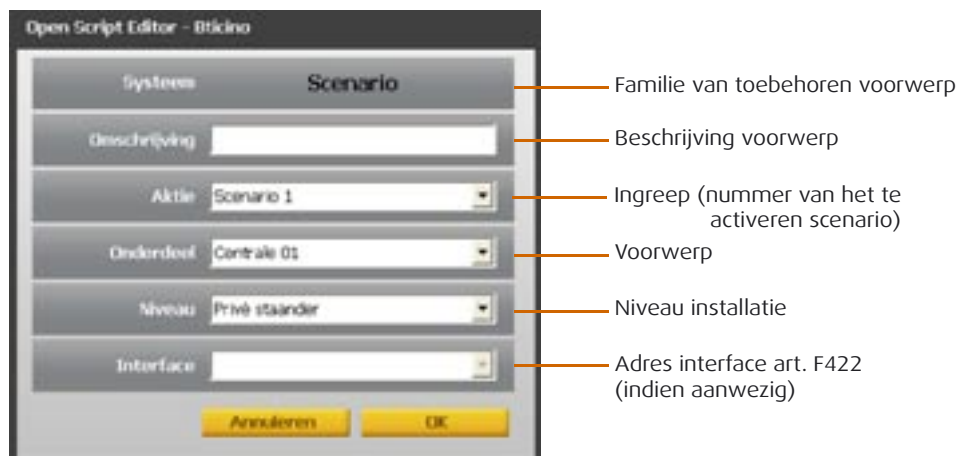 Open Script Editor - Bticino
Systeem Scenario Familie van toebehoren voorwerp
Omschrijving Beschrijving voorwerp
Aktie Scenario 1 Ingreep (nummer van het te
activeren scenario)
Onderdeel Centrale 01 Voorwerp
Niveau Privé staander Niveau installatie
Interface Adres interface art. F422
(indien aanwezig)
Annuleren OK